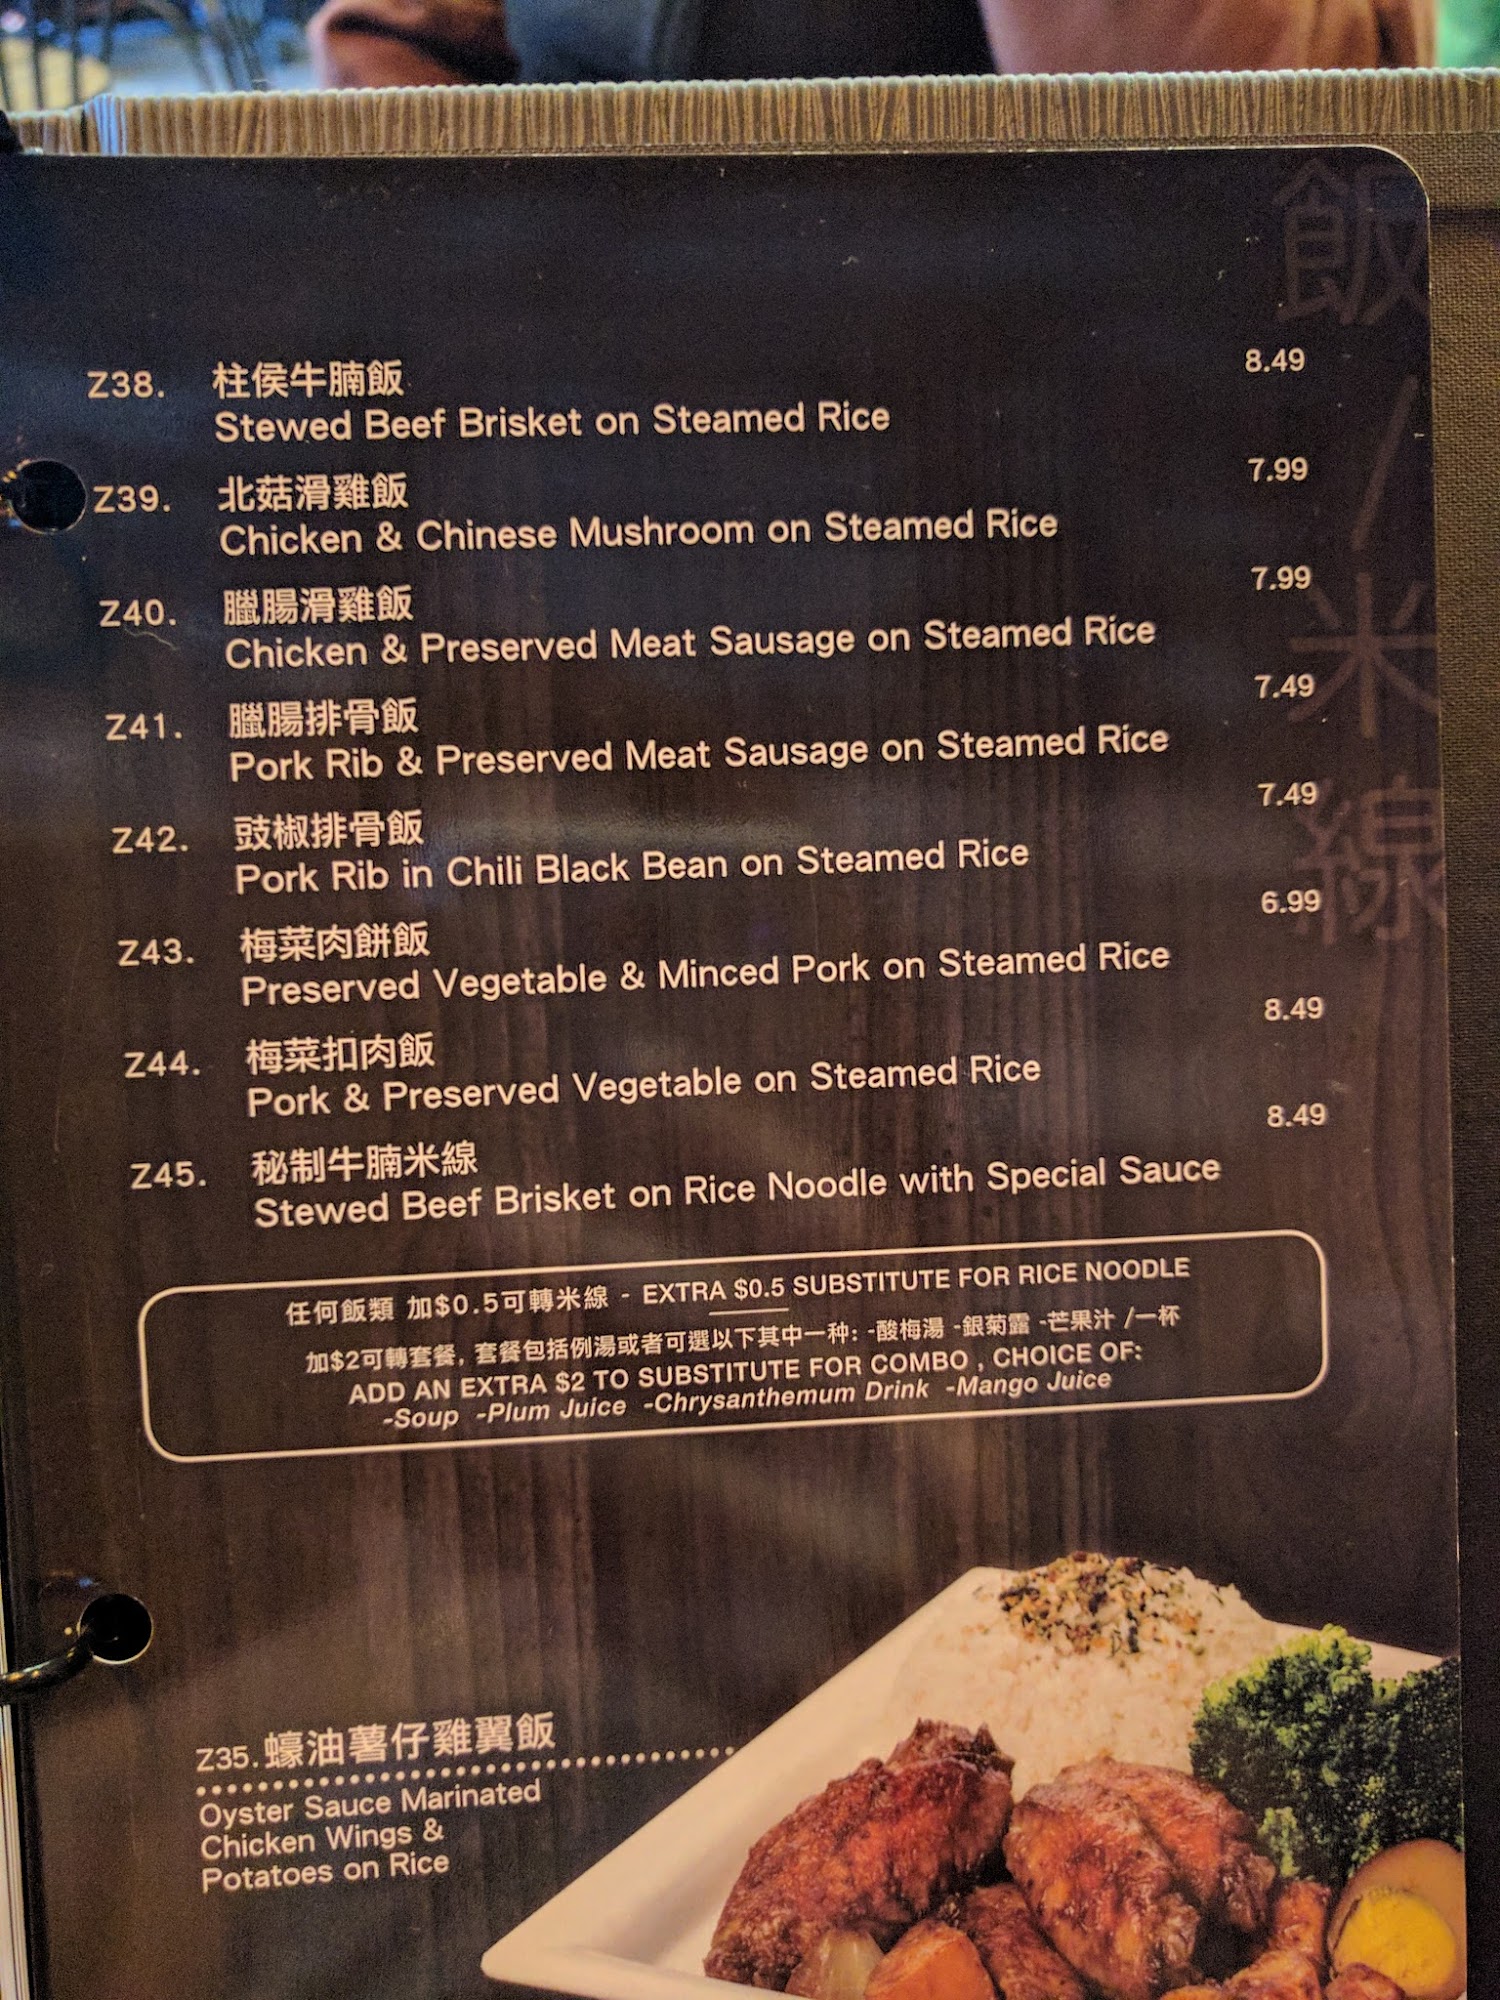 飯/米線
Z38. 柱侯牛腩飯 8.49
Stewed Beef Brisket on Steamed Rice
Z39. 北菇滑雞飯 7.99
Chicken & Chinese Mushroom on Steamed Rice
Z40. 臘腸滑雞飯 7.99
Chicken & Preserved Meat Sausage on Steamed Rice
Z41. 臘腸排骨飯 7.49
Pork Rib & Preserved Meat Sausage on Steamed Rice
Z42. 豉椒排骨飯 7.49
Pork Rib in Chili Black Bean on Steamed Rice
Z43. 梅菜肉餅飯 6.99
Preserved Vegetable & Minced Pork on Steamed Rice
Z44. 梅菜扣肉飯 8.49
Pork & Preserved Vegetable on Steamed Rice
Z45. 秘制牛腩米線 8.49
Stewed Beef Brisket on Rice Noodle with Special Sauce
任何飯類 加$0.5可轉米線 - EXTRA $0.5 SUBSTITUTE FOR RICE NOODLE
加$2可轉套餐, 套餐包括例湯或者可選以下其中一种: -酸梅湯 -銀菊露 -芒果汁 /一杯
ADD AN EXTRA $2 TO SUBSTITUTE FOR COMBO , CHOICE OF:
-Soup -Plum Juice -Chrysanthemum Drink -Mango Juice
Z35.蠔油薯仔雞翼飯
Oyster Sauce Marinated
Chicken Wings &
Potatoes on Rice